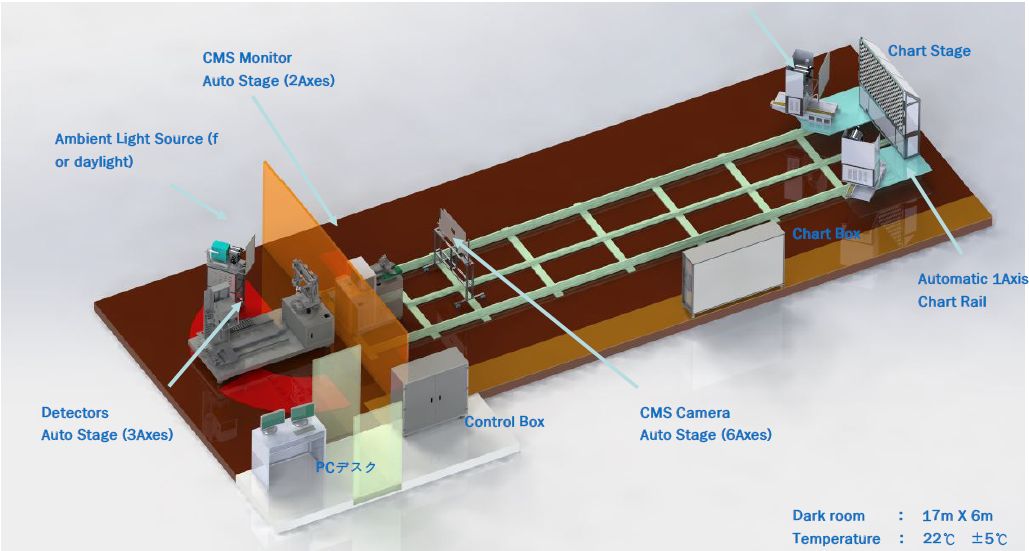 Chart Stage
CMS Monitor
Auto Stage (2Axes)
Ambient Light Source (f
or daylight)
Chart Box
Automatic 1Axis
Chart Rail
Detectors
Auto Stage (3Axes)
CMS Camera
Auto Stage (6Axes)
Control Box
PCデスク
Dark room : 17m X 6m
Temperature : 22℃ ±5℃